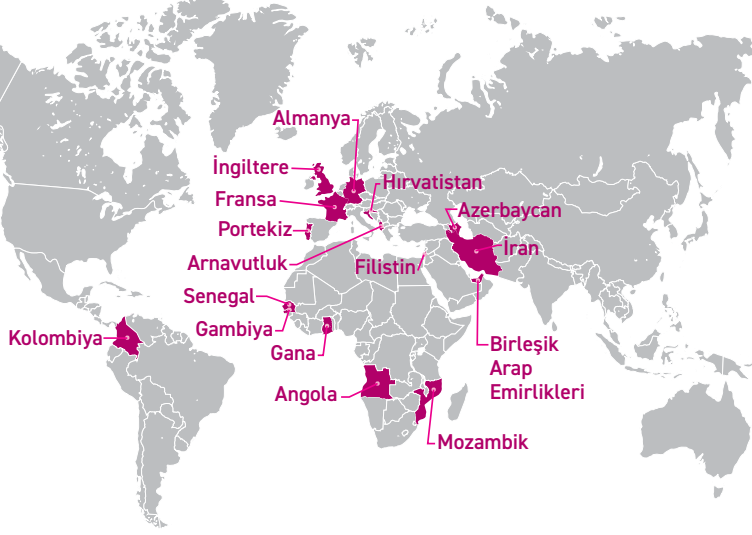 Almanya
İngiltere
Hırvatistan
Fransa
Azerbaycan
Portekiz
İran
Arnavutluk
Filistin
Senegal
Gambiya
Kolombiya
Birleşik
Arap
Emirlikleri
Gana
Angola
Mozambik